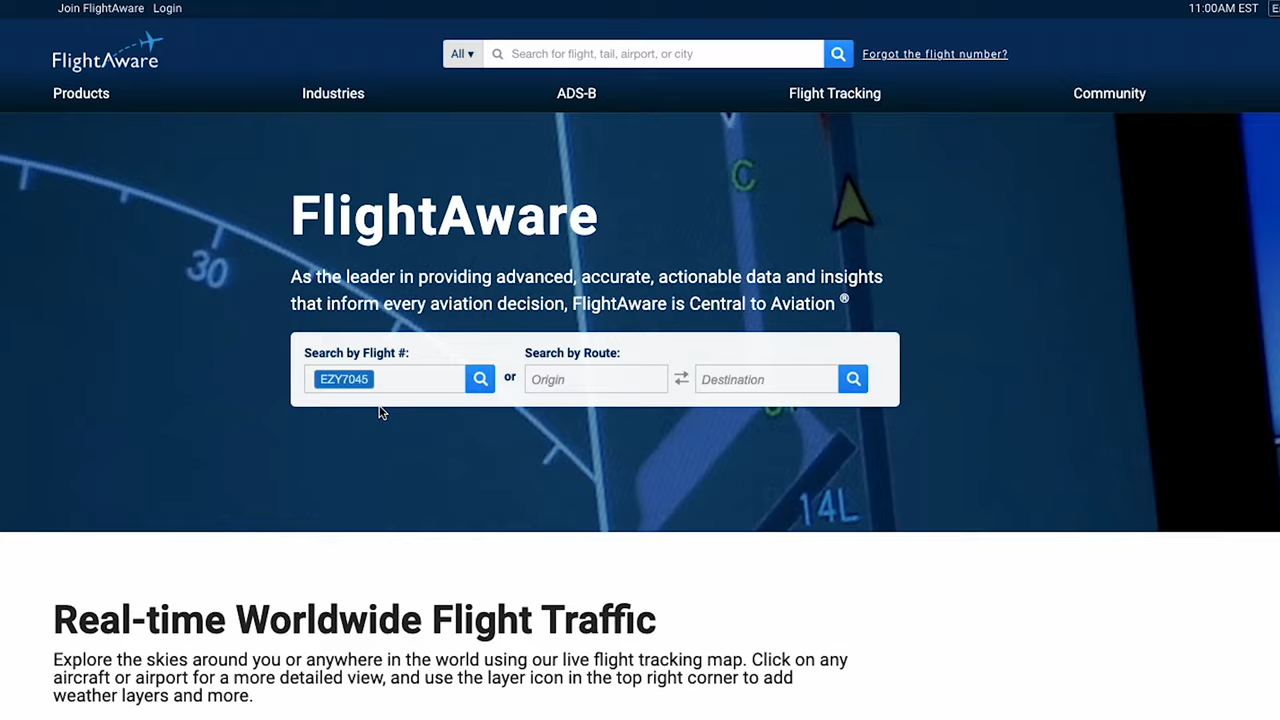 Join FlightAware Login
11:00AM EST
FlightAware
All ▾ Search for flight, tail, airport, or city
Forgot the flight number?
Products Industries ADS-B Flight Tracking Community
C
30
FlightAware
As the leader in providing advanced, accurate, actionable data and insights
that inform every aviation decision, FlightAware is Central to Aviation ®
Search by Flight #: Search by Route:
EZY7045 or Origin Destination
14L
Real-time Worldwide Flight Traffic
Explore the skies around you or anywhere in the world using our live flight tracking map. Click on any
aircraft or airport for a more detailed view, and use the layer icon in the top right corner to add
weather layers and more.